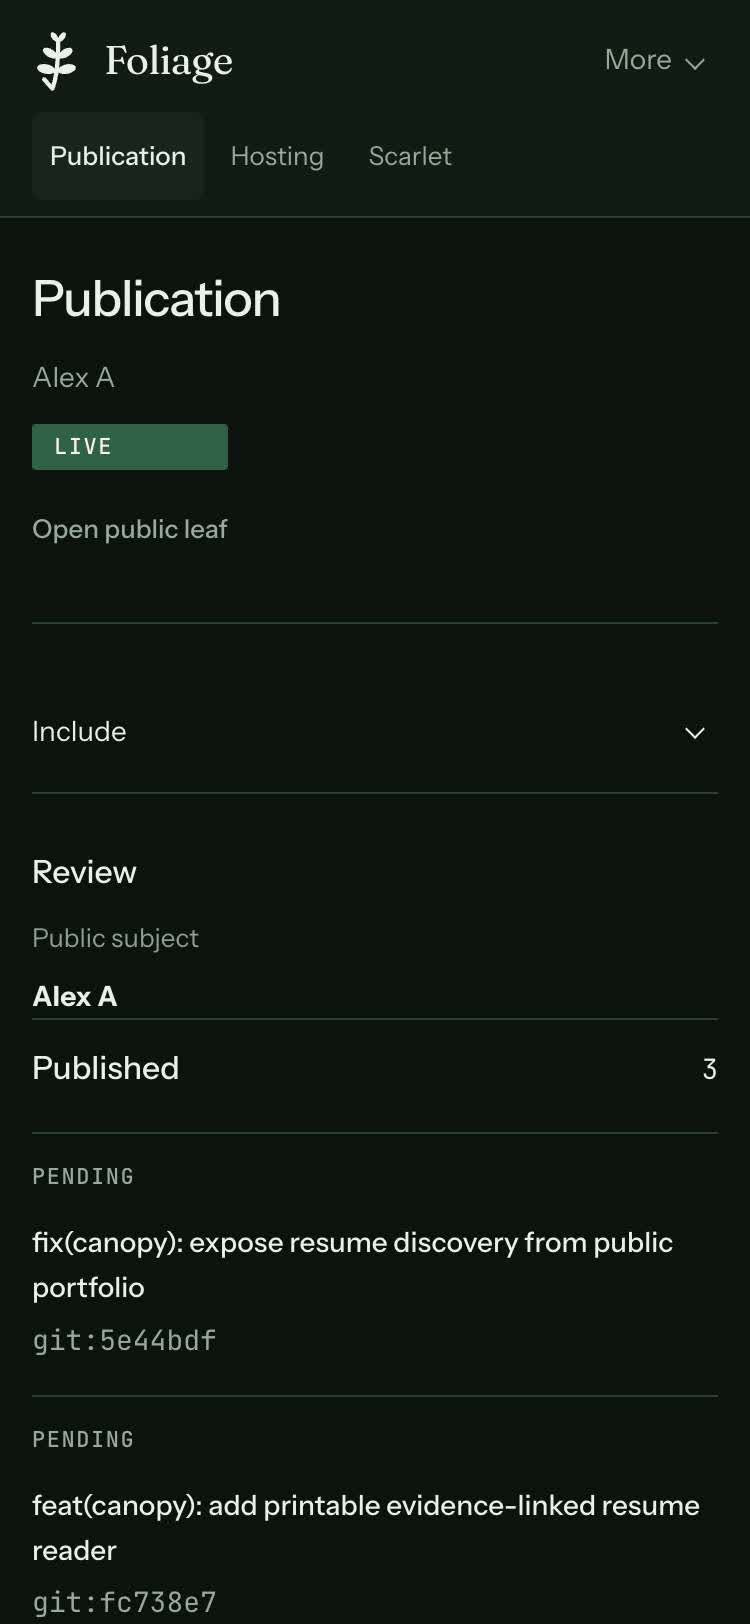 Foliage
More
Publication
Hosting
Scarlet
Publication
Alex A
LIVE
Open public leaf
Include
Review
Public subject
Alex A
Published
3
PENDING
fix(canopy): expose resume discovery from public
portfolio
git:5e44bdf
PENDING
feat(canopy): add printable evidence-linked resume
reader
git:fc738e7